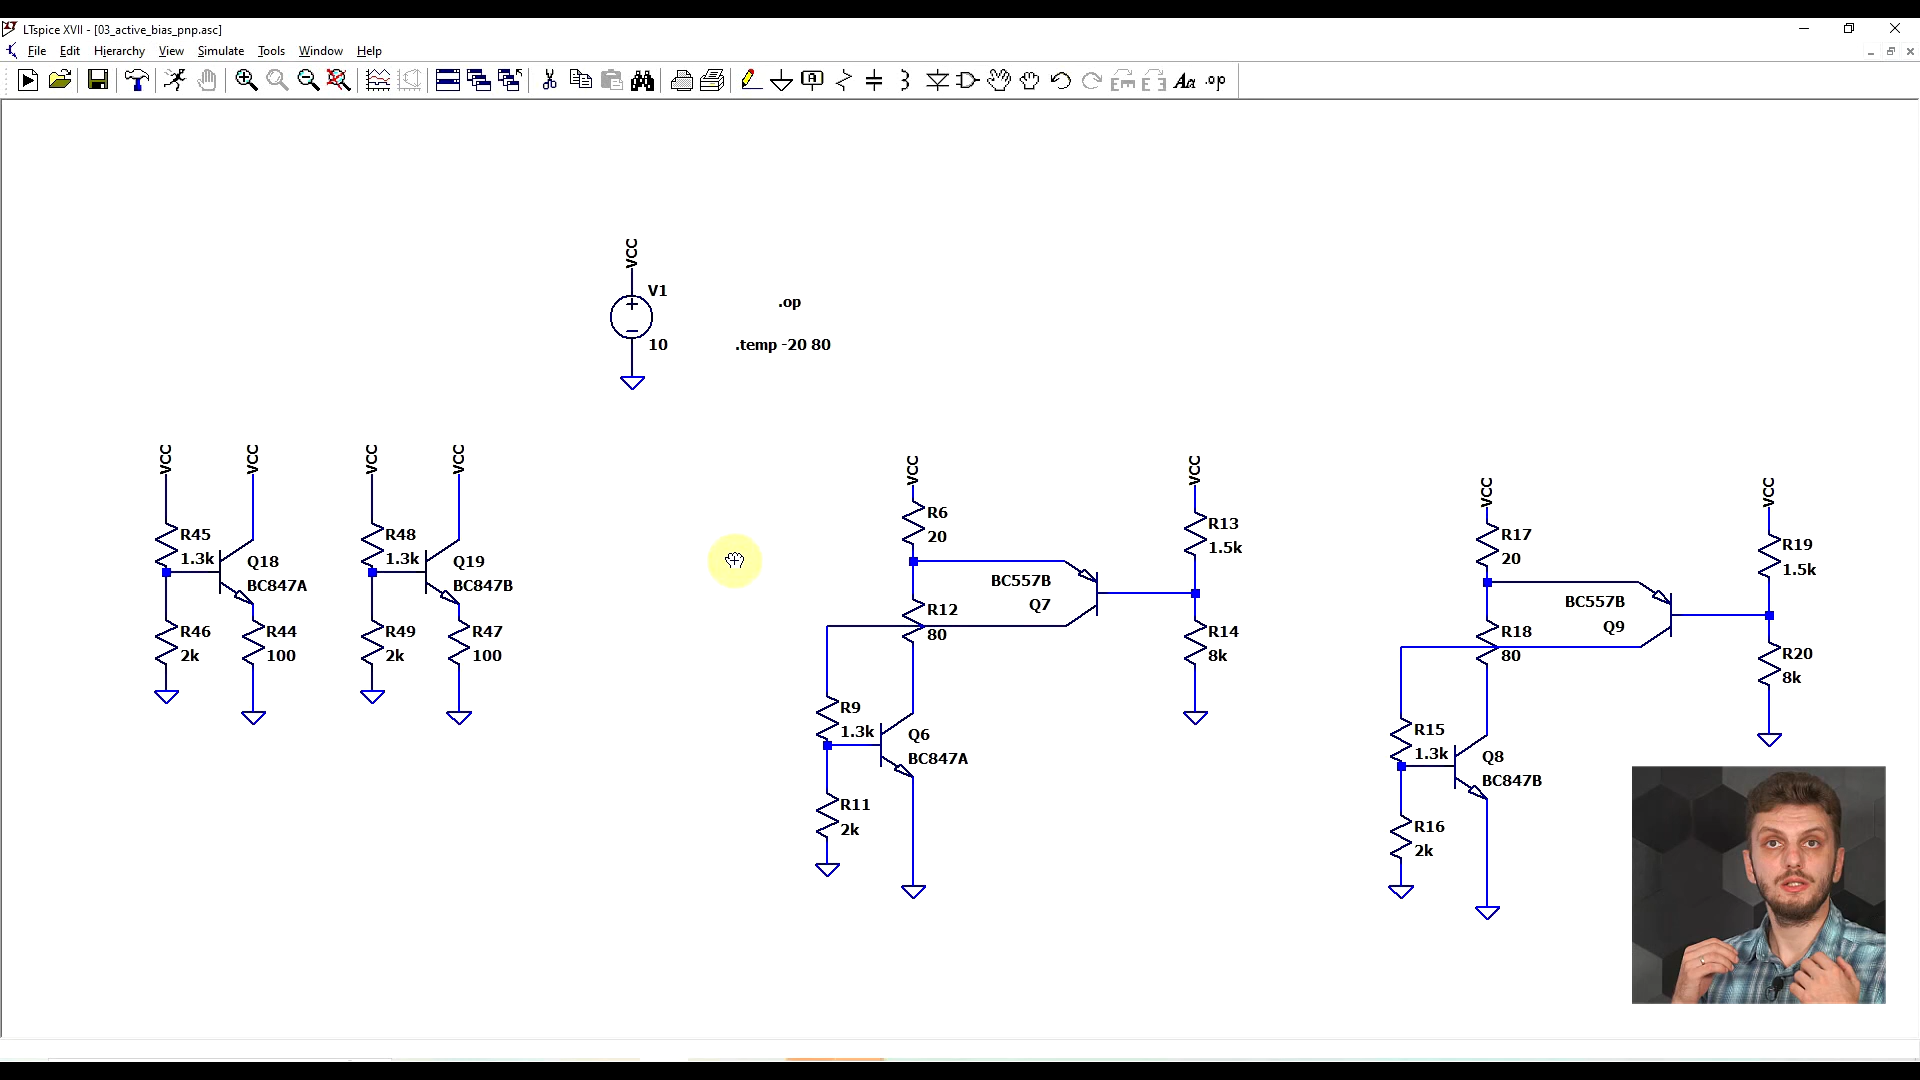 LTspice XVII - [03_active_bias_pnp.asc]
File Edit Hierarchy View Simulate Tools Window Help
.op
VCC
V1
10
.op
.temp -20 80
VCC
VCC
R45
1.3k
Q18
BC847A
R46
2k
R44
100
VCC
VCC
R48
1.3k
Q19
BC847B
R49
2k
R47
100
VCC
R6
20
BC557B
Q7
R12
80
VCC
R13
1.5k
R14
8k
R9
1.3k
Q6
BC847A
R11
2k
VCC
R17
20
BC557B
Q9
R18
80
VCC
R19
1.5k
R20
8k
R15
1.3k
Q8
BC847B
R16
2k